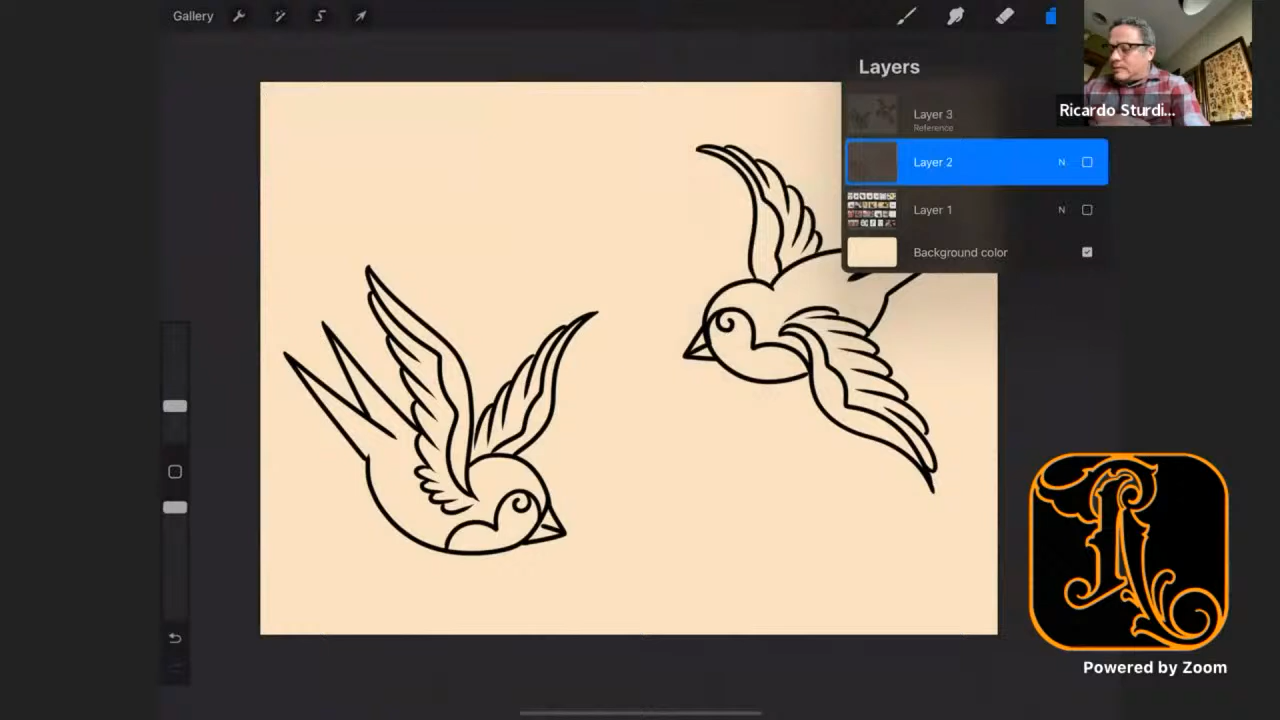 Gallery
Layers
Layer 3
Reference
Layer 2
N
Layer 1
N
Background color
Ricardo Sturdi...
Powered by Zoom